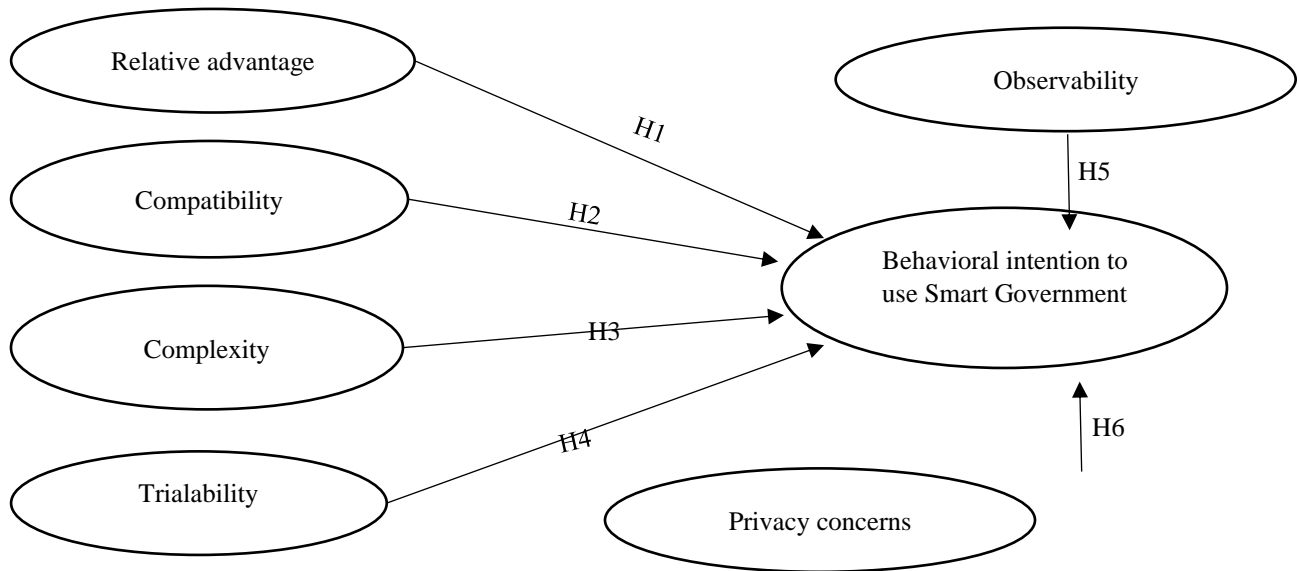 Relative advantage
Observability
H1
H5
Compatibility
H2
Behavioral intention to
use Smart Government
H3
Complexity
H4
H6
Trialability
Privacy concerns